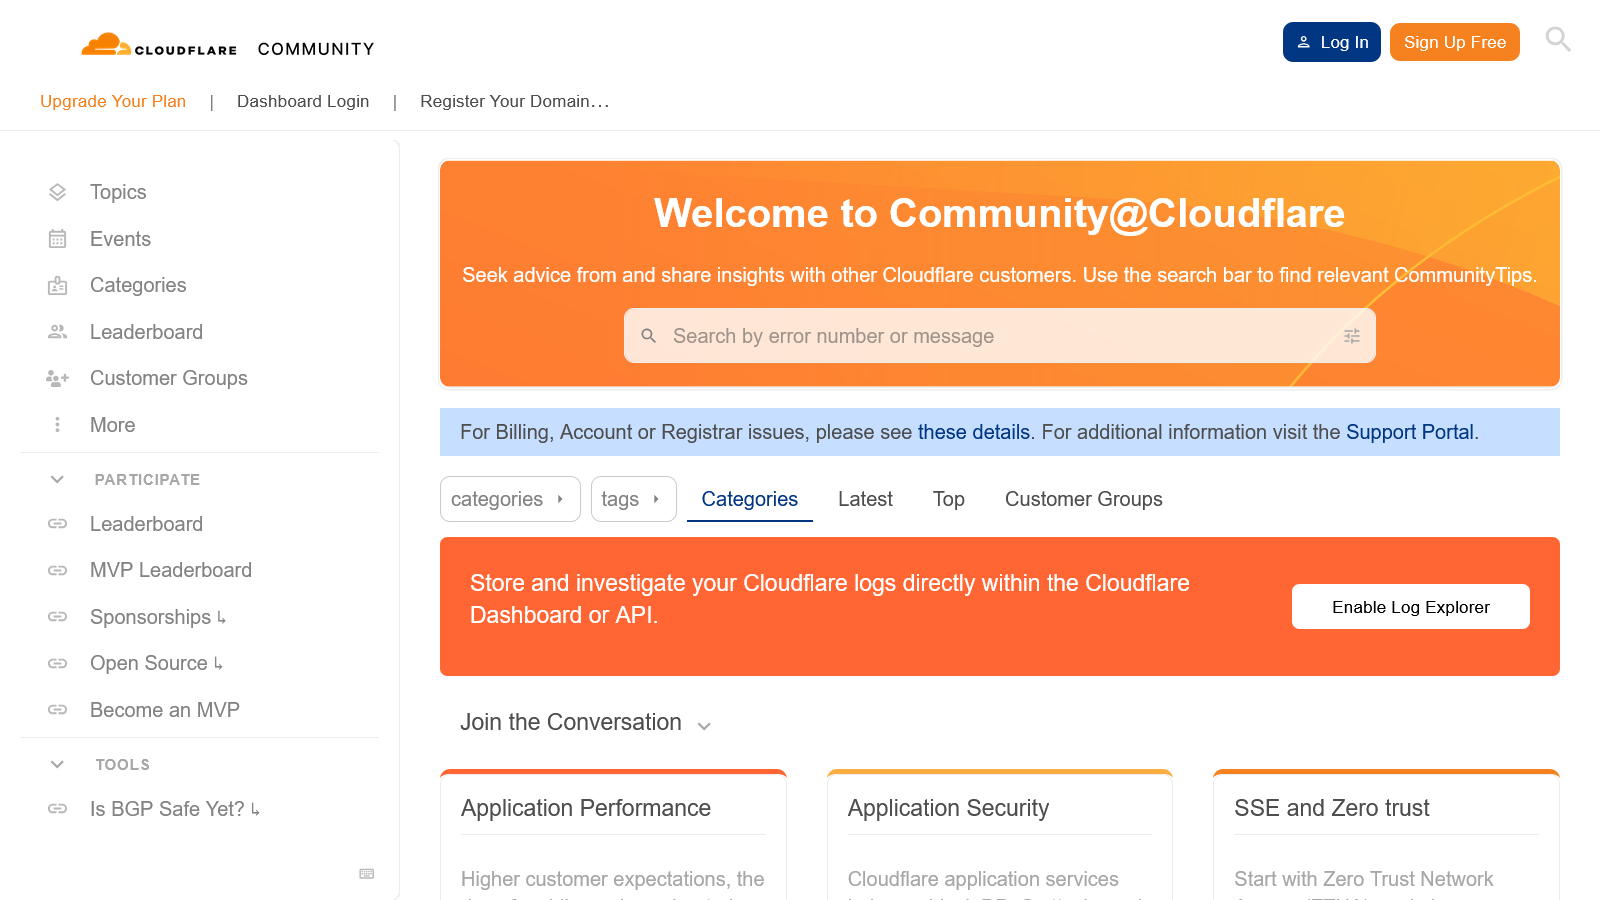 CLOUDFLARE COMMUNITY
Log In
Sign Up Free
Upgrade Your Plan | Dashboard Login | Register Your Domain…
Topics
Events
Categories
Leaderboard
Customer Groups
More
PARTICIPATE
Leaderboard
MVP Leaderboard
Sponsorships ↳
Open Source ↳
Become an MVP
TOOLS
Is BGP Safe Yet? ↳
Welcome to Community@Cloudflare
Seek advice from and share insights with other Cloudflare customers. Use the search bar to find relevant CommunityTips.
Search by error number or message
For Billing, Account or Registrar issues, please see these details. For additional information visit the Support Portal.
categories
tags
Categories
Latest
Top
Customer Groups
Store and investigate your Cloudflare logs directly within the Cloudflare
Dashboard or API.
Enable Log Explorer
Join the Conversation
Application Performance
Higher customer expectations, the
Application Security
Cloudflare application services
SSE and Zero trust
Start with Zero Trust Network